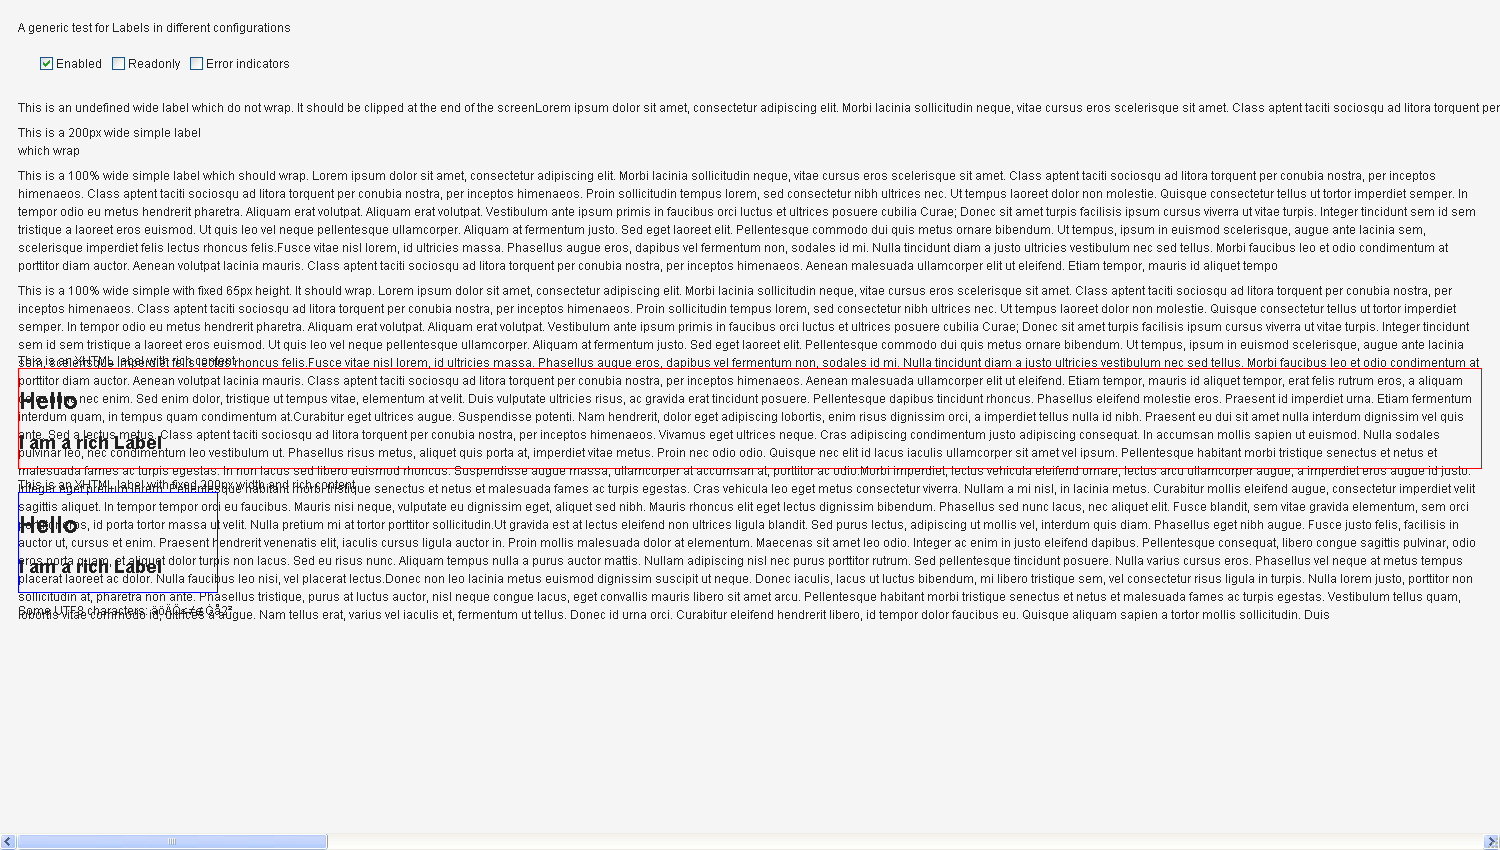 A generic test for Labels in different configurations
Enabled Readonly Error indicators
This is an undefined wide label which do not wrap. It should be clipped at the end of the screenLorem ipsum dolor sit amet, consectetur adipiscing elit. Morbi lacinia sollicitudin neque, vitae cursus eros scelerisque sit amet. Class aptent taciti sociosqu ad litora torquent per
This is a 200px wide simple label
which wrap
This is a 100% wide simple label which should wrap. Lorem ipsum dolor sit amet, consectetur adipiscing elit. Morbi lacinia sollicitudin neque, vitae cursus eros scelerisque sit amet. Class aptent taciti sociosqu ad litora torquent per conubia nostra, per inceptos
himenaeos. Class aptent taciti sociosqu ad litora torquent per conubia nostra, per inceptos himenaeos. Proin sollicitudin tempus lorem, sed consectetur nibh ultrices nec. Ut tempus laoreet dolor non molestie. Quisque consectetur tellus ut tortor imperdiet semper. In
tempor odio eu metus hendrerit pharetra. Aliquam erat volutpat. Aliquam erat volutpat. Vestibulum ante ipsum primis in faucibus orci luctus et ultrices posuere cubilia Curae; Donec sit amet turpis facilisis ipsum cursus viverra ut vitae turpis. Integer tincidunt sem id sem
tristique a laoreet eros euismod. Ut quis leo vel neque pellentesque ullamcorper. Aliquam at fermentum justo. Sed eget laoreet elit. Pellentesque commodo dui quis metus ornare bibendum. Ut tempus, ipsum in euismod scelerisque, augue ante lacinia sem,
scelerisque imperdiet felis lectus rhoncus felis.Fusce vitae nisl lorem, id ultricies massa. Phasellus augue eros, dapibus vel fermentum non, sodales id mi. Nulla tincidunt diam a justo ultricies vestibulum nec sed tellus. Morbi faucibus leo et odio condimentum at
porttitor diam auctor. Aenean volutpat lacinia mauris. Class aptent taciti sociosqu ad litora torquent per conubia nostra, per inceptos himenaeos. Aenean malesuada ullamcorper elit ut eleifend. Etiam tempor, mauris id aliquet tempo
This is a 100% wide simple with fixed 65px height. It should wrap. Lorem ipsum dolor sit amet, consectetur adipiscing elit. Morbi lacinia sollicitudin neque, vitae cursus eros scelerisque sit amet. Class aptent taciti sociosqu ad litora torquent per conubia nostra, per
inceptos himenaeos. Class aptent taciti sociosqu ad litora torquent per conubia nostra, per inceptos himenaeos. Proin sollicitudin tempus lorem, sed consectetur nibh ultrices nec. Ut tempus laoreet dolor non molestie. Quisque consectetur tellus ut tortor imperdiet
semper. In tempor odio eu metus hendrerit pharetra. Aliquam erat volutpat. Aliquam erat volutpat. Vestibulum ante ipsum primis in faucibus orci luctus et ultrices posuere cubilia Curae; Donec sit amet turpis facilisis ipsum cursus viverra ut vitae turpis. Integer tincidunt
sem id sem tristique a laoreet eros euismod. Ut quis leo vel neque pellentesque ullamcorper. Aliquam at fermentum justo. Sed eget laoreet elit. Pellentesque commodo dui quis metus ornare bibendum. Ut tempus, ipsum in euismod scelerisque, augue ante lacinia
This is an XHTML label with rich content
sem, scelerisque imperdiet felis lectus rhoncus felis.Fusce vitae nisl lorem, id ultricies massa. Phasellus augue eros, dapibus vel fermentum non, sodales id mi. Nulla tincidunt diam a justo ultricies vestibulum nec sed tellus. Morbi faucibus leo et odio condimentum at
porttitor diam auctor. Aenean volutpat lacinia mauris. Class aptent taciti sociosqu ad litora torquent per conubia nostra, per inceptos himenaeos. Aenean malesuada ullamcorper elit ut eleifend. Etiam tempor, mauris id aliquet tempor, erat felis rutrum eros, a aliquam
Hello
nec enim. Sed enim dolor, tristique ut tempus vitae, elementum at velit. Duis vulputate ultricies risus, ac gravida erat tincidunt posuere. Pellentesque dapibus tincidunt rhoncus. Phasellus eleifend molestie eros. Praesent id imperdiet urna. Etiam fermentum
interdum quam, in tempus quam condimentum at.Curabitur eget ultrices augue. Suspendisse potenti. Nam hendrerit, dolor eget adipiscing lobortis, enim risus dignissim orci, a imperdiet tellus nulla id nibh. Praesent eu dui sit amet nulla interdum dignissim vel quis
ante. Sed a lectus metus. Class aptent taciti sociosqu ad litora torquent per conubia nostra, per inceptos himenaeos. Vivamus eget ultrices neque. Cras adipiscing condimentum justo adipiscing consequat. In accumsan mollis sapien ut euismod. Nulla sodales
I am a rich Label
pulvinar leo, nec condimentum leo vestibulum ut. Phasellus risus metus, aliquet quis porta at, imperdiet vitae metus. Proin nec odio odio. Quisque nec elit id lacus iaculis ullamcorper sit amet vel ipsum. Pellentesque habitant morbi tristique senectus et netus et
malesuada fames ac turpis egestas. In non lacus sed libero euismod rhoncus. Suspendisse augue massa, ullamcorper at accumsan at, porttitor ac odio.Morbi imperdiet, lectus vehicula eleifend ornare, lectus arcu ullamcorper augue, a imperdiet eros augue id justo.
This is an XHTML label with fixed 200px width and rich content
Integer eget pretium lorem. Pellentesque habitant morbi tristique senectus et netus et malesuada fames ac turpis egestas. Cras vehicula leo eget metus consectetur viverra. Nullam a mi nisl, in lacinia metus. Curabitur mollis eleifend augue, consectetur imperdiet velit
sagittis aliquet. In tempor tempor orci eu faucibus. Mauris nisi neque, vulputate eu dignissim eget, aliquet sed nibh. Mauris rhoncus elit eget lectus dignissim bibendum. Phasellus sed nunc lacus, nec aliquet elit. Fusce blandit, sem vitae gravida elementum, sem orci
Hello
eros, id porta tortor massa ut velit. Nulla pretium mi at tortor porttitor sollicitudin.Ut gravida est at lectus eleifend non ultrices ligula blandit. Sed purus lectus, adipiscing ut mollis vel, interdum quis diam. Phasellus eget nibh augue. Fusce justo felis, facilisis in
auctor ut, cursus et enim. Praesent hendrerit venenatis elit, iaculis cursus ligula auctor in. Proin mollis malesuada dolor at elementum. Maecenas sit amet leo odio. Integer ac enim in justo eleifend dapibus. Pellentesque consequat, libero congue sagittis pulvinar, odio
eros porta quam, et aliquet dolor turpis non lacus. Sed eu risus nunc. Aliquam tempus nulla a purus auctor mattis. Nullam adipiscing nisl nec purus porttitor rutrum. Sed pellentesque tincidunt posuere. Nulla varius cursus eros. Phasellus vel neque at metus tempus
I am a rich Label
placerat laoreet ac dolor. Nulla faucibus leo nisi, vel placerat lectus.Donec non leo lacinia metus euismod dignissim suscipit ut neque. Donec iaculis, lacus ut luctus bibendum, mi libero tristique sem, vel consectetur risus ligula in turpis. Nulla lorem justo, porttitor non
sollicitudin at, pharetra non ante. Phasellus tristique, purus at luctus auctor, nisl neque congue lacus, eget convallis mauris libero sit amet arcu. Pellentesque habitant morbi tristique senectus et netus et malesuada fames ac turpis egestas. Vestibulum tellus quam,
Some UTF8 characters:
lobortis vitae commodo id, ultrices a augue. Nam tellus erat, varius vel iaculis et, fermentum ut tellus. Donec id urna orci. Curabitur eleifend hendrerit libero, id tempor dolor faucibus eu. Quisque aliquam sapien a tortor mollis sollicitudin. Duis